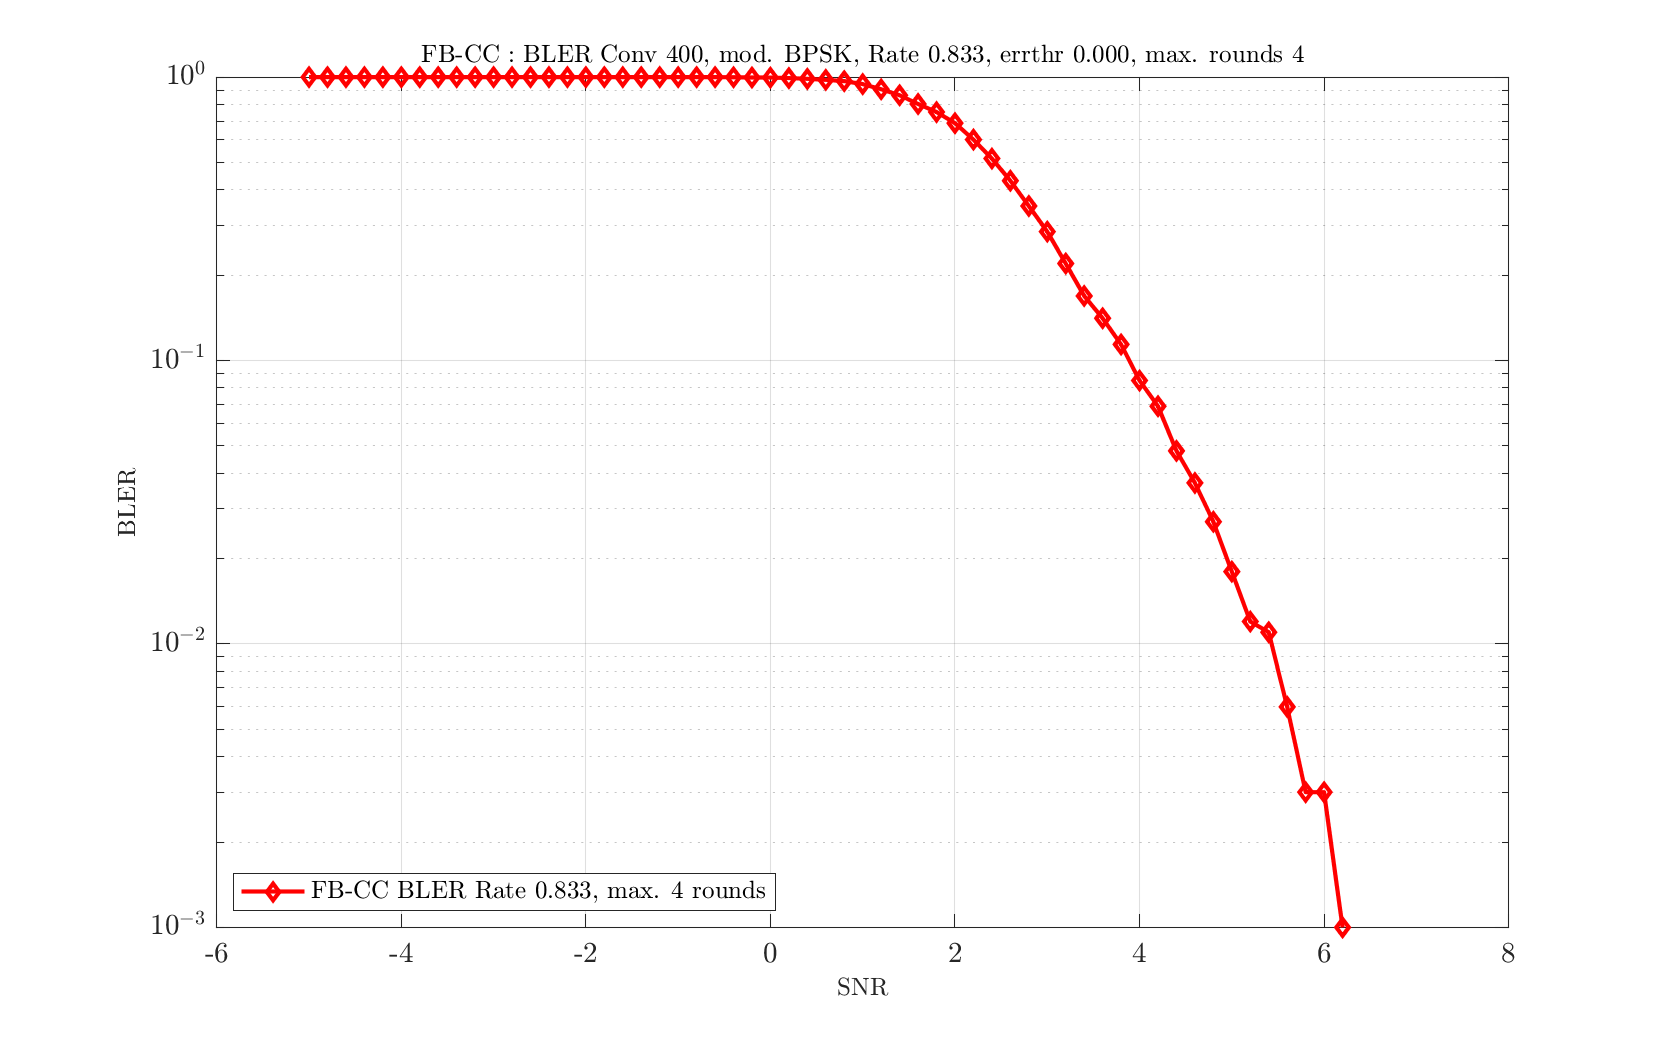 FB-CC : BLER Conv 400, mod. BPSK, Rate 0.833, errthr 0.000, max. rounds 4
10⁰
10⁻¹
10⁻²
10⁻³
BLER
FB-CC BLER Rate 0.833, max. 4 rounds
-6 -4 -2 0 2 4 6 8
SNR